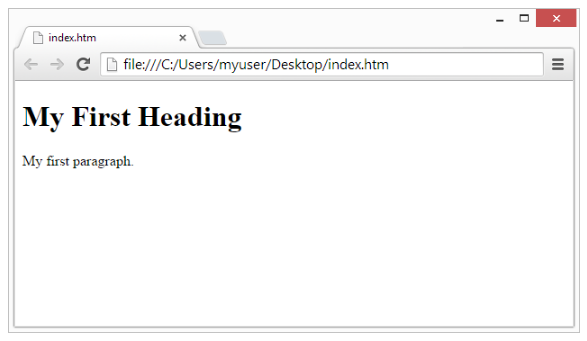 index.htm
file:///C:/Users/myuser/Desktop/index.htm
My First Heading
My first paragraph.